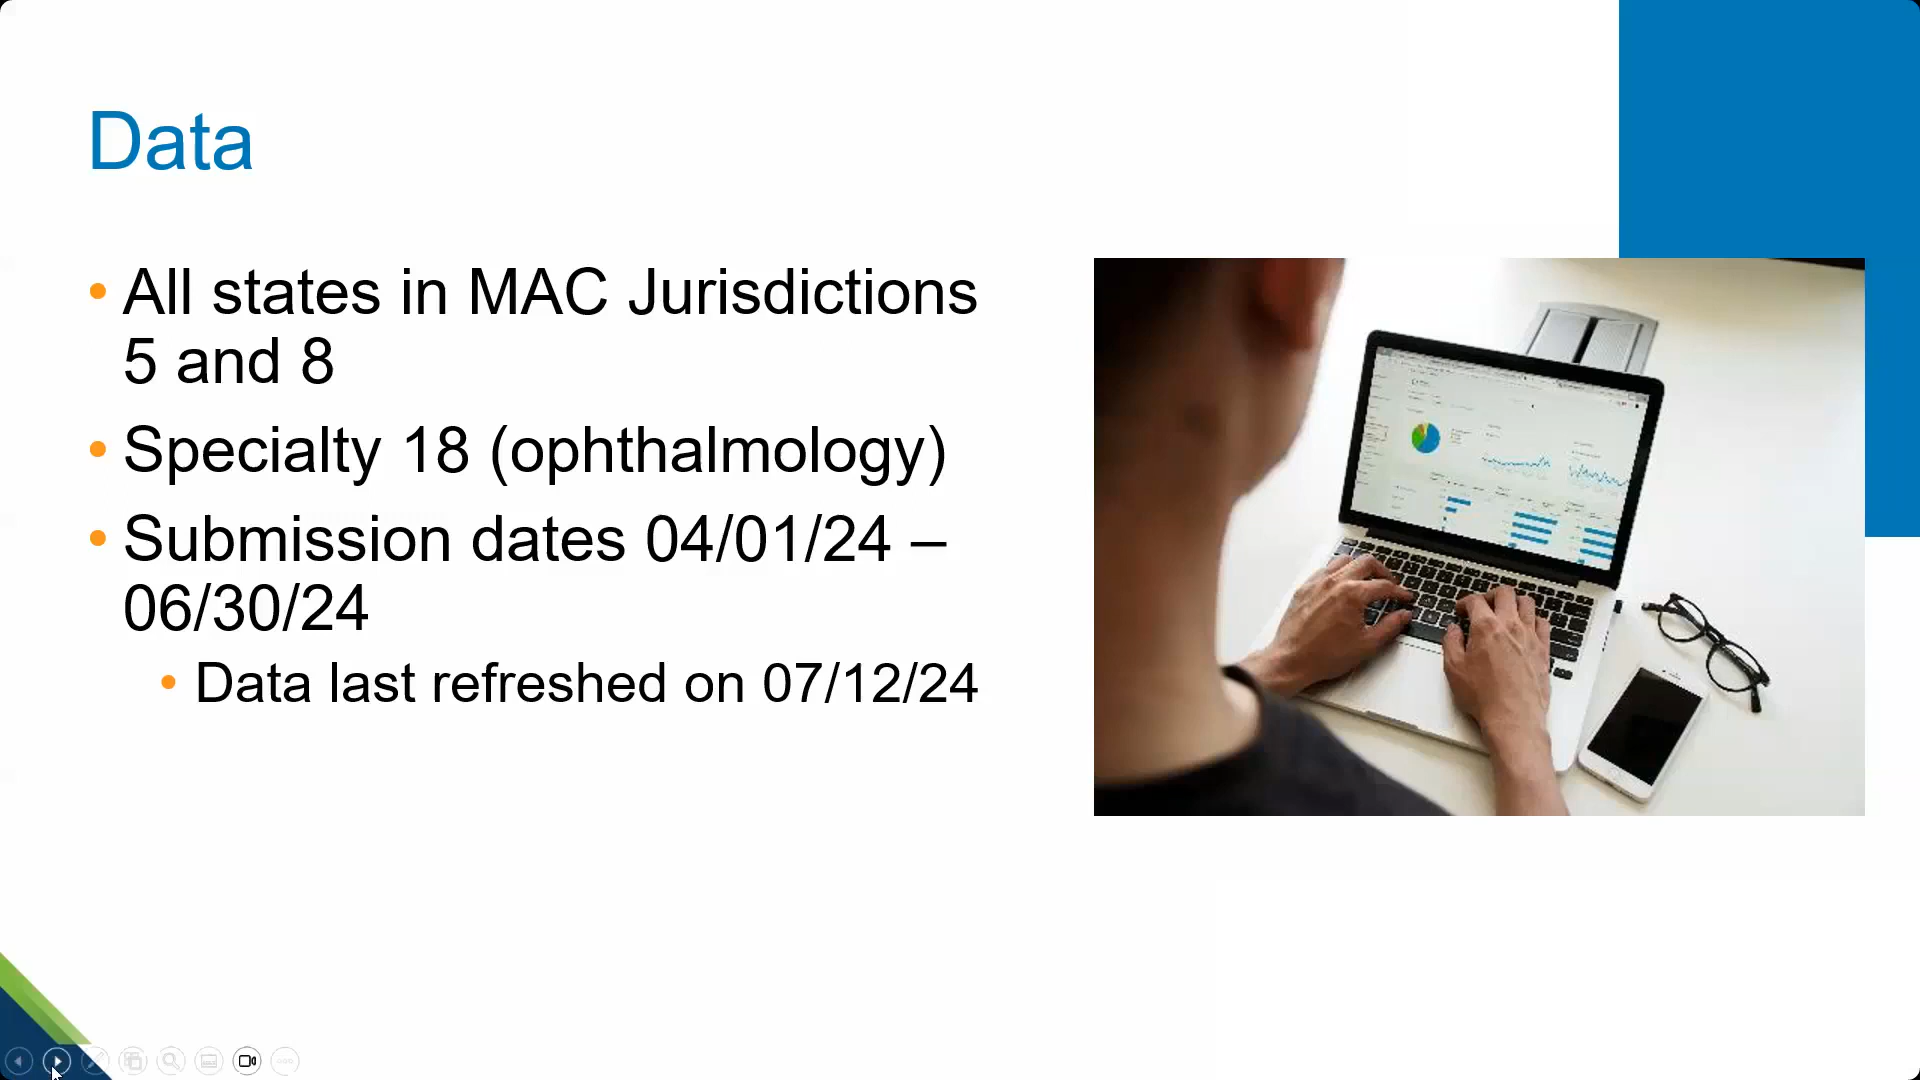 Data
• All states in MAC Jurisdictions
5 and 8
• Specialty 18 (ophthalmology)
• Submission dates 04/01/24 –
06/30/24
• Data last refreshed on 07/12/24